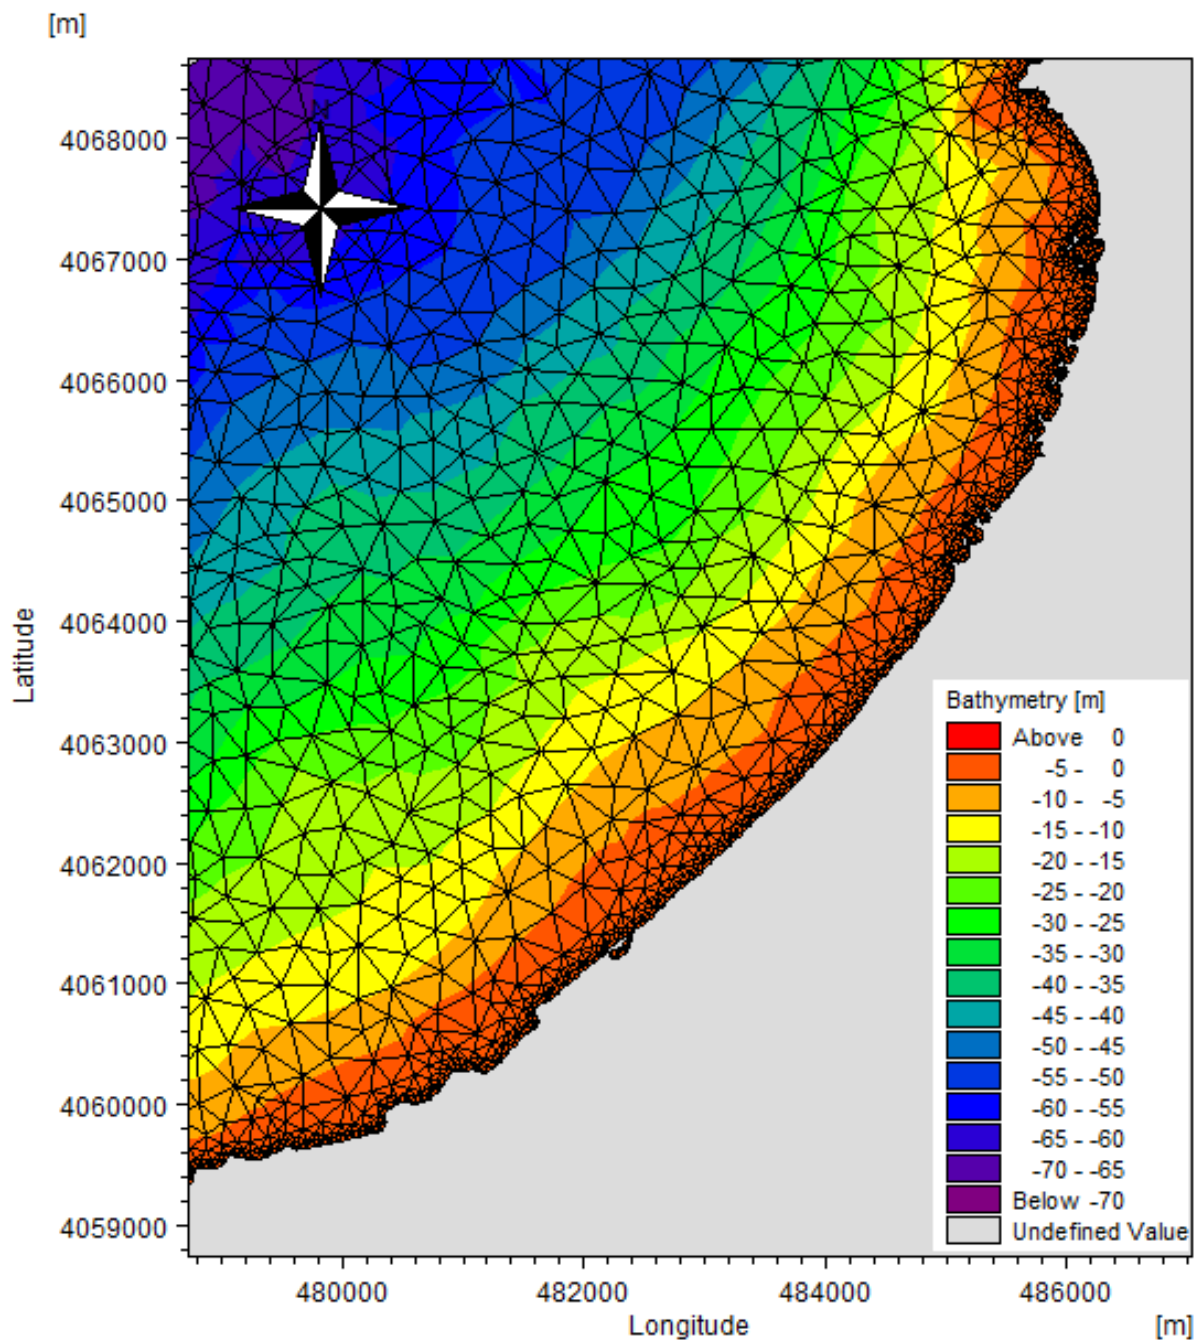 [m]
4068000
4067000
4066000
4065000
4064000
4063000
4062000
4061000
4060000
4059000
Latitude
480000 482000 484000 486000
Longitude [m]
Bathymetry [m]
Above 0
-5 - 0
-10 - -5
-15 - -10
-20 - -15
-25 - -20
-30 - -25
-35 - -30
-40 - -35
-45 - -40
-50 - -45
-55 - -50
-60 - -55
-65 - -60
-70 - -65
Below -70
Undefined Value